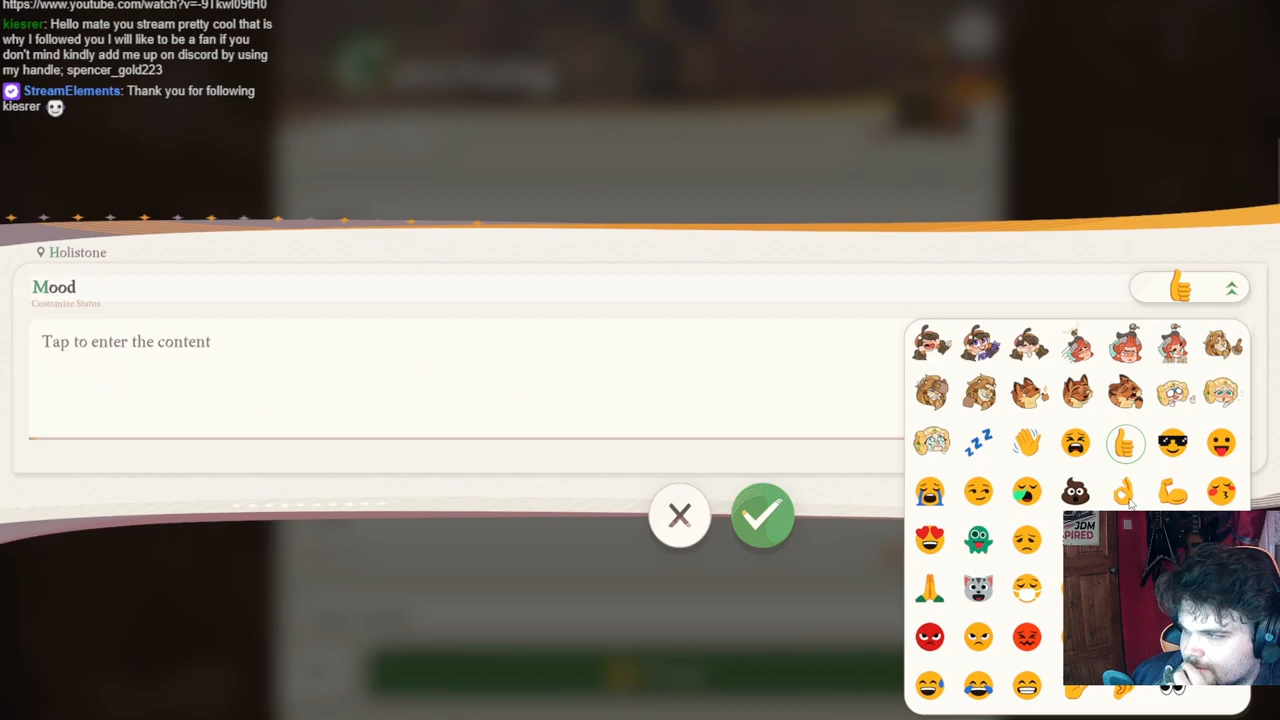 https://www.youtube.com/watch?v=-9Tkwl09tH0
kiesrer: Hello mate you stream pretty cool that is
why I followed you I will like to be a fan if you
don't mind kindly add me up on discord by using
my handle; spencer_gold223
StreamElements: Thank you for following
kiesrer
Holistone
Mood
Customize Status
Tap to enter the content
JDM